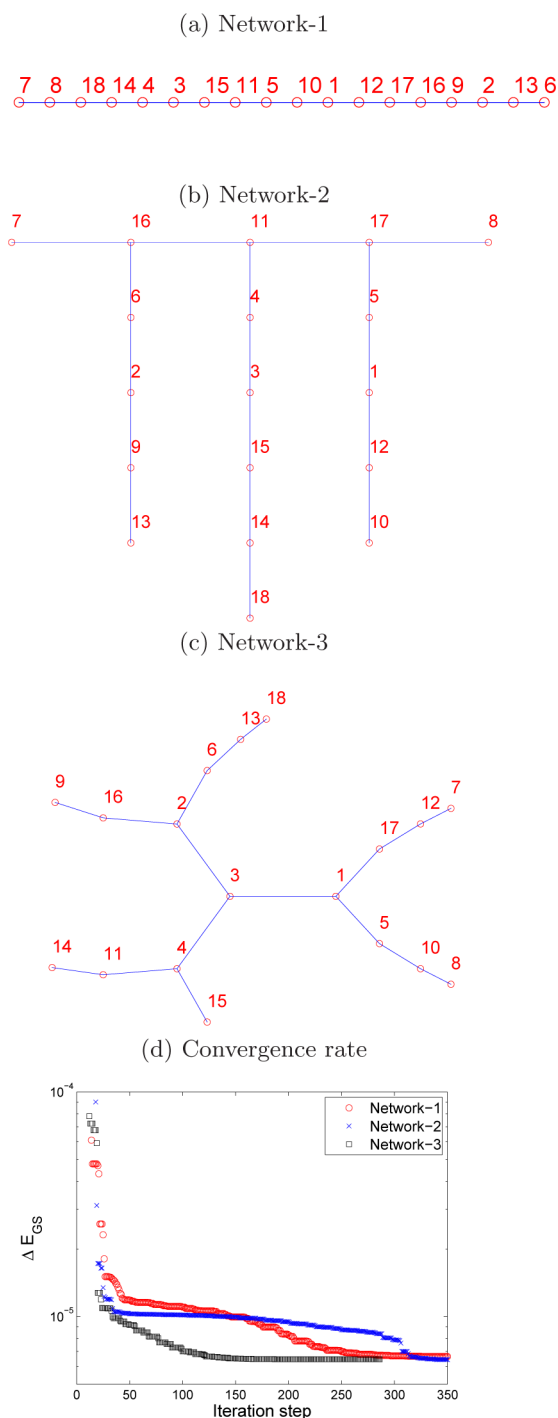 (a) Network-1
7 8 18 14 4 3 15 11 5 10 1 12 17 16 9 2 13 6
(b) Network-2
7 16 11 17 8
6 4 5
2 3 1
9 15 12
13 14 10
18
(c) Network-3
18
13
6
9
7
16
12
2
17
3 1
5
14
11
4
10
8
15
(d) Convergence rate
10⁻⁴
Network−1
Network−2
Network−3
Δ E_GS
10⁻⁵
0 50 100 150 200 250 300 350
Iteration step